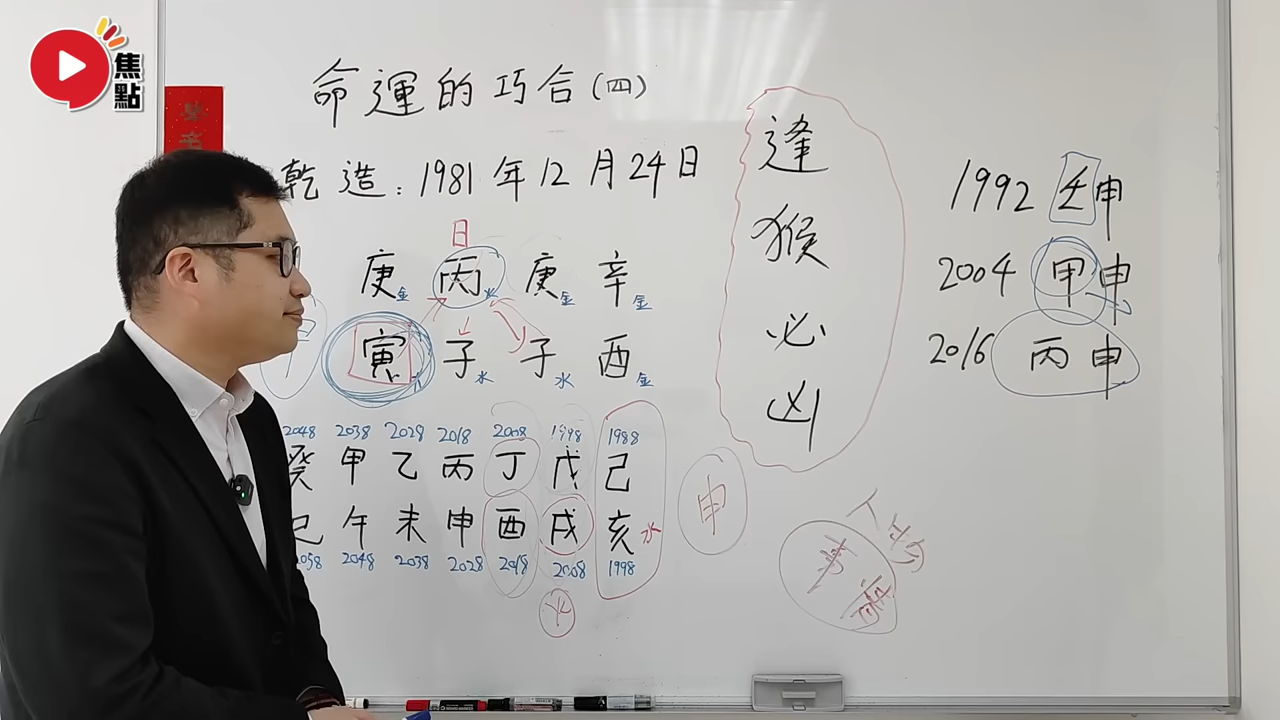 焦
點
命運的巧合(四)
乾造:1981年12月24日
日
庚金 丙火 庚金 辛金
寅 子水 子水 酉金
2048 2038 2028 2018 2008 1998 1988
癸 甲 乙 丙 丁 戊 己
巳 午 未 申 酉 戌 亥水
2058 2048 2038 2028 2018 2008 1998
火
逢
猴
必
凶
申
1992 壬申
2004 甲申
2016 丙申